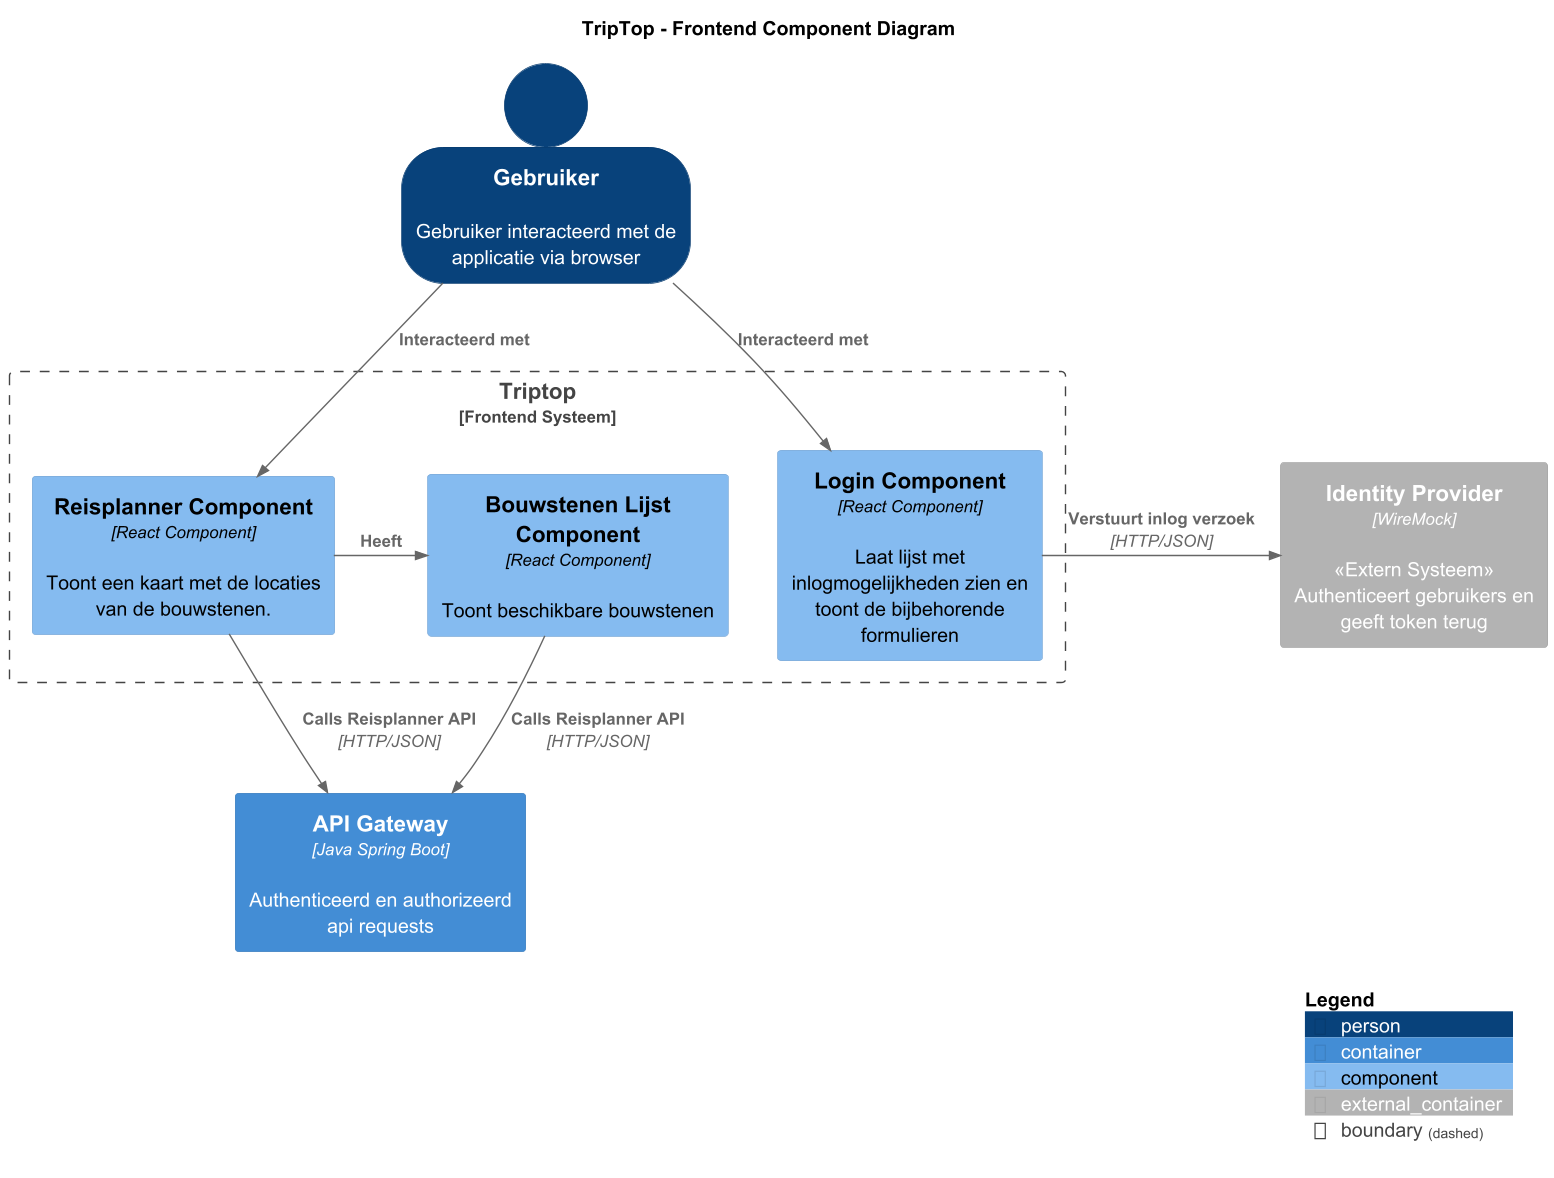 TripTop - Frontend Component Diagram
Gebruiker
Gebruiker interacteerd met de
applicatie via browser
Interacteerd met
Interacteerd met
Triptop
[Frontend Systeem]
Reisplanner Component
[React Component]
Toont een kaart met de locaties
van de bouwstenen.
Heeft
Bouwstenen Lijst
Component
[React Component]
Toont beschikbare bouwstenen
Login Component
[React Component]
Laat lijst met
inlogmogelijkheden zien en
toont de bijbehorende
formulieren
Verstuurt inlog verzoek
[HTTP/JSON]
Identity Provider
[WireMock]
«Extern Systeem»
Authenticeert gebruikers en
geeft token terug
Calls Reisplanner API
[HTTP/JSON]
Calls Reisplanner API
[HTTP/JSON]
API Gateway
[Java Spring Boot]
Authenticeerd en authorizeerd
api requests
Legend
person
container
component
external_container
boundary (dashed)